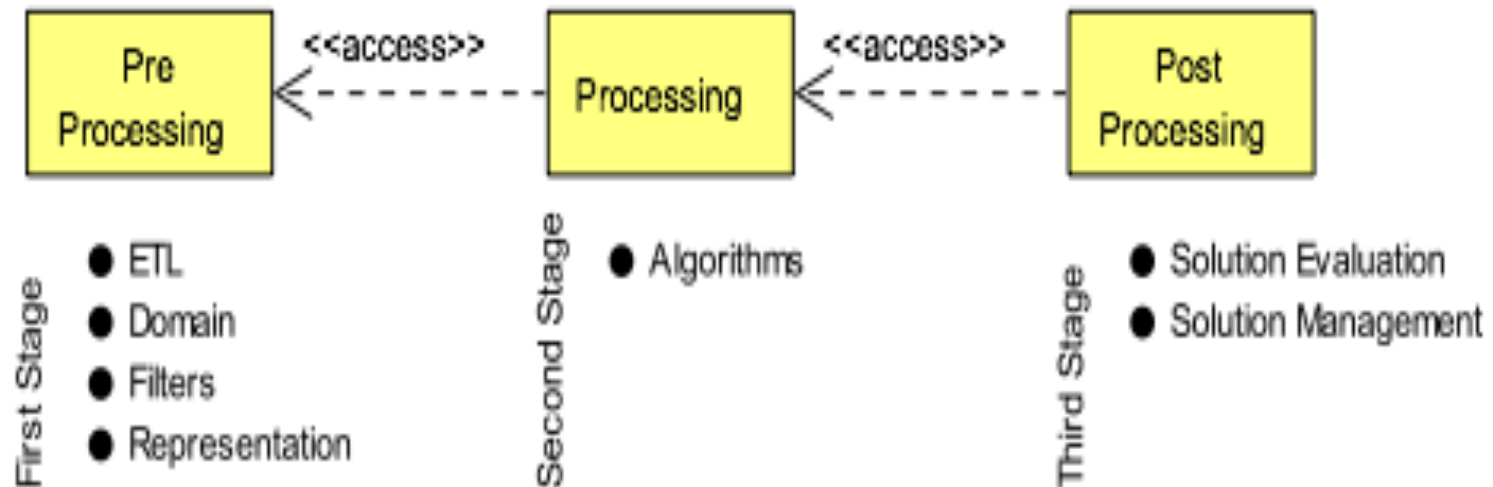 Pre
Processing
<<access>>
Processing
<<access>>
Post
Processing
First Stage
ETL
Domain
Filters
Representation
Second Stage
Algorithms
Third Stage
Solution Evaluation
Solution Management